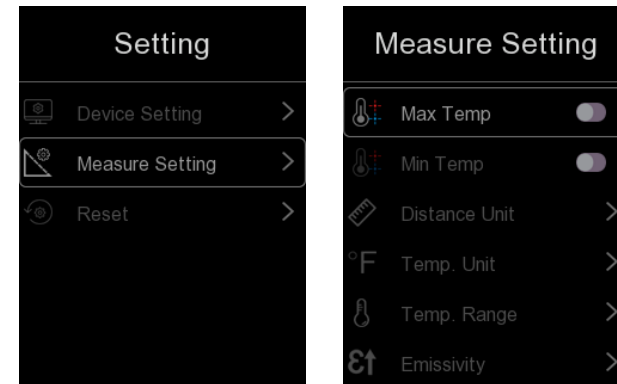 Setting
Device Setting
Measure Setting
Reset
Measure Setting
Max Temp
Min Temp
Distance Unit
°F Temp. Unit
Temp. Range
Ɛ↑ Emissivity